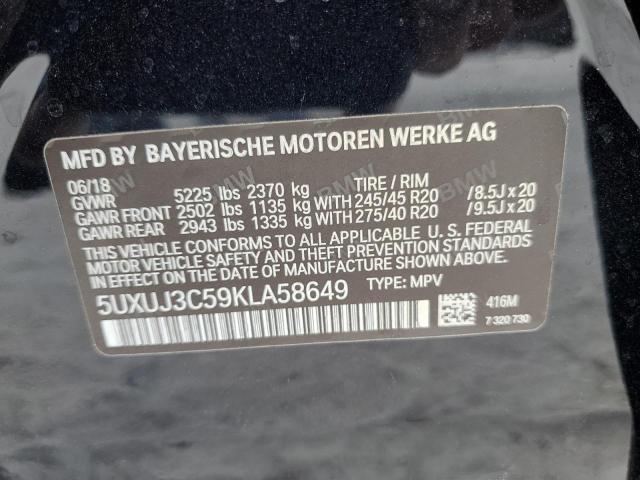 MFD BY BAYERISCHE MOTOREN WERKE AG
06/18 TIRE / RIM
GVWR 5225 lbs 2370 kg
GAWR FRONT 2502 lbs 1135 kg WITH 245/45 R20 /8.5J x 20
GAWR REAR 2943 lbs 1335 kg WITH 275/40 R20 /9.5J x 20
THIS VEHICLE CONFORMS TO ALL APPLICABLE U. S. FEDERAL
MOTOR VEHICLE SAFETY AND THEFT PREVENTION STANDARDS
IN EFFECT ON THE DATE OF MANUFACTURE SHOWN ABOVE.
5UXUJ3C59KLA58649 TYPE: MPV
416M
7 320 730